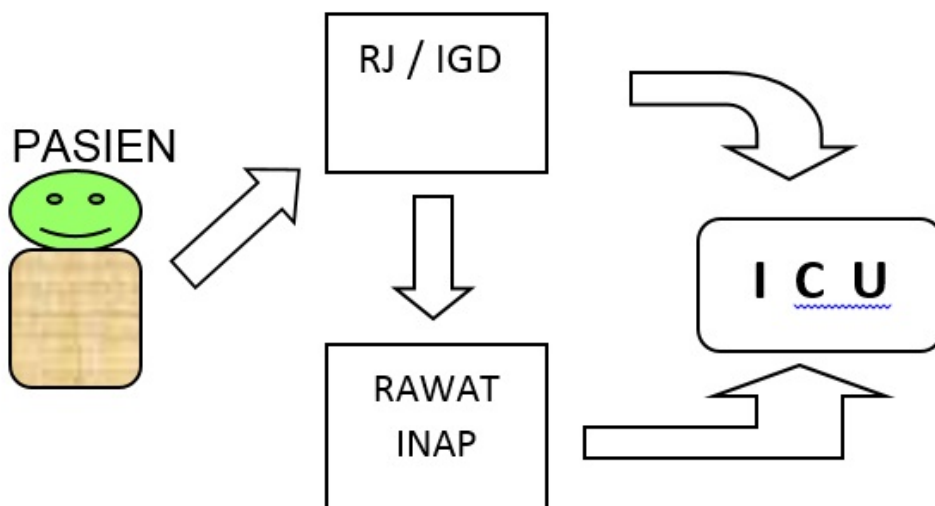 RJ / IGD
PASIEN
I C U
RAWAT
INAP